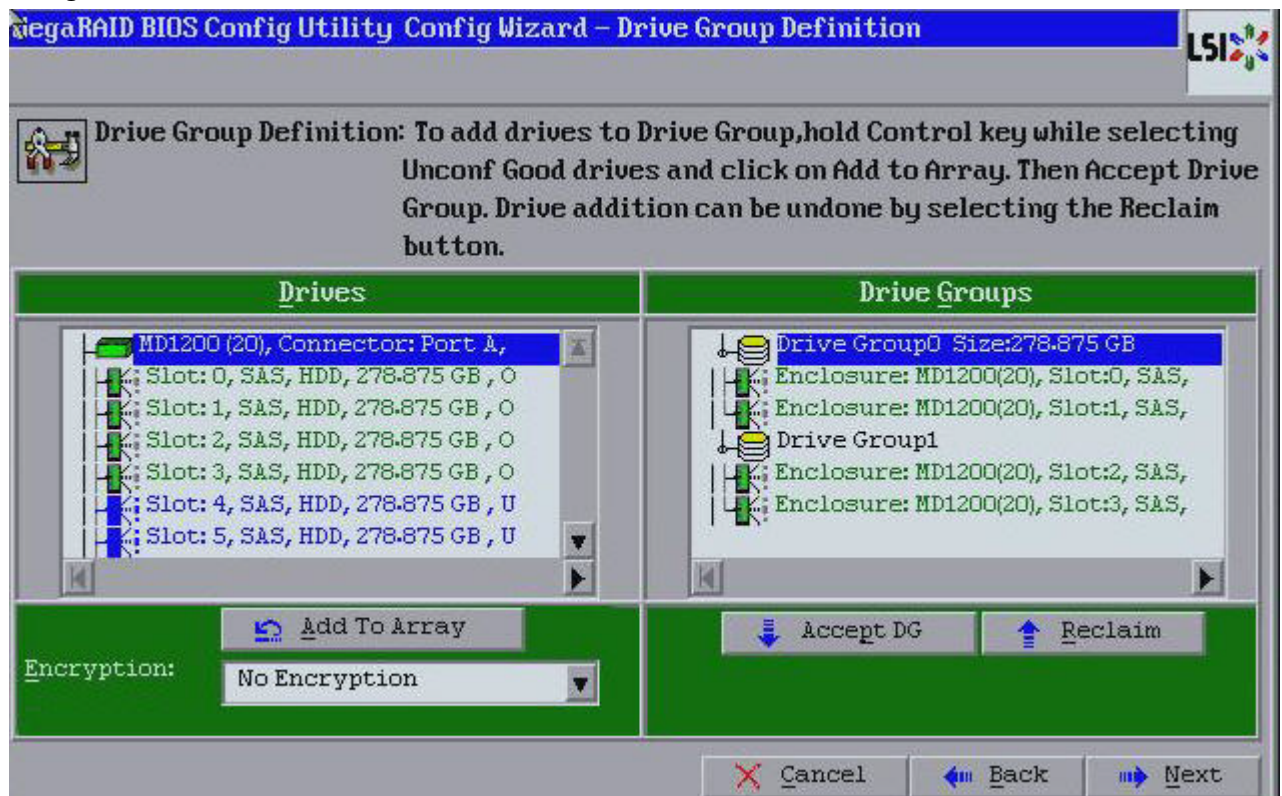 MegaRAID BIOS Config Utility Config Wizard – Drive Group Definition
LSI
Drive Group Definition: To add drives to Drive Group,hold Control key while selecting
Unconf Good drives and click on Add to Array. Then Accept Drive
Group. Drive addition can be undone by selecting the Reclaim
button.
Drives
MD1200 (20), Connector: Port A,
Slot: 0, SAS, HDD, 278.875 GB , O
Slot: 1, SAS, HDD, 278.875 GB , O
Slot: 2, SAS, HDD, 278.875 GB , O
Slot: 3, SAS, HDD, 278.875 GB , O
Slot: 4, SAS, HDD, 278.875 GB , U
Slot: 5, SAS, HDD, 278.875 GB , U
Add To Array
Encryption:
No Encryption
Drive Groups
Drive Group0 Size:278.875 GB
Enclosure: MD1200(20), Slot:0, SAS,
Enclosure: MD1200(20), Slot:1, SAS,
Drive Group1
Enclosure: MD1200(20), Slot:2, SAS,
Enclosure: MD1200(20), Slot:3, SAS,
Accept DG
Reclaim
Cancel
Back
Next